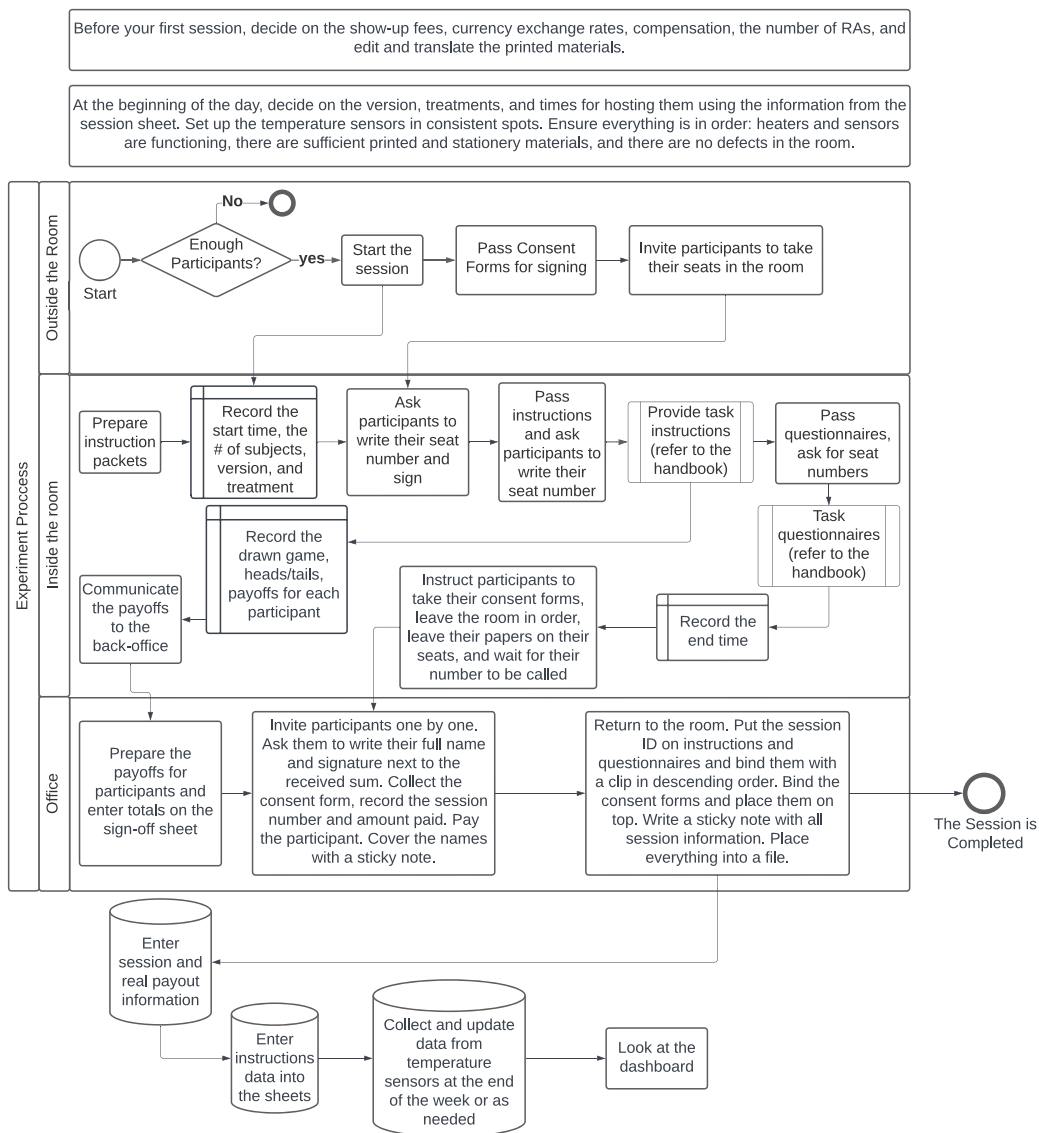 Before your first session, decide on the show-up fees, currency exchange rates, compensation, the number of RAs, and
edit and translate the printed materials.
At the beginning of the day, decide on the version, treatments, and times for hosting them using the information from the
session sheet. Set up the temperature sensors in consistent spots. Ensure everything is in order: heaters and sensors
are functioning, there are sufficient printed and stationery materials, and there are no defects in the room.
Experiment Proccess
Outside the Room
Start
Enough
Participants?
No
yes
Start the
session
Pass Consent
Forms for signing
Invite participants to take
their seats in the room
Inside the room
Prepare
instruction
packets
Record the
start time, the
# of subjects,
version, and
treatment
Ask
participants to
write their seat
number and
sign
Pass
instructions
and ask
participants to
write their
seat number
Provide task
instructions
(refer to the
handbook)
Pass
questionnaires,
ask for seat
numbers
Task
questionnaires
(refer to the
handbook)
Record the
end time
Instruct participants to
take their consent forms,
leave the room in order,
leave their papers on their
seats, and wait for their
number to be called
Record the
drawn game,
heads/tails,
payoffs for each
participant
Communicate
the payoffs
to the
back-office
Office
Prepare the
payoffs for
participants and
enter totals on the
sign-off sheet
Invite participants one by one.
Ask them to write their full name
and signature next to the
received sum. Collect the
consent form, record the session
number and amount paid. Pay
the participant. Cover the names
with a sticky note.
Return to the room. Put the session
ID on instructions and
questionnaires and bind them with
a clip in descending order. Bind the
consent forms and place them on
top. Write a sticky note with all
session information. Place
everything into a file.
The Session is
Completed
Enter
session and
real payout
information
Enter
instructions
data into
the sheets
Collect and update
data from
temperature
sensors at the end
of the week or as
needed
Look at the
dashboard